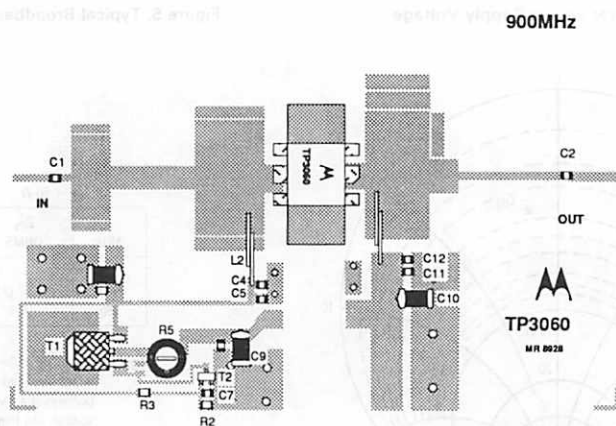 900MHz
C1
C2
TP3060
IN
OUT
L2
C4
C5
C12
C11
C10
T1
R5
C9
TP3060
MR 8928
T2
C7
R3
R2